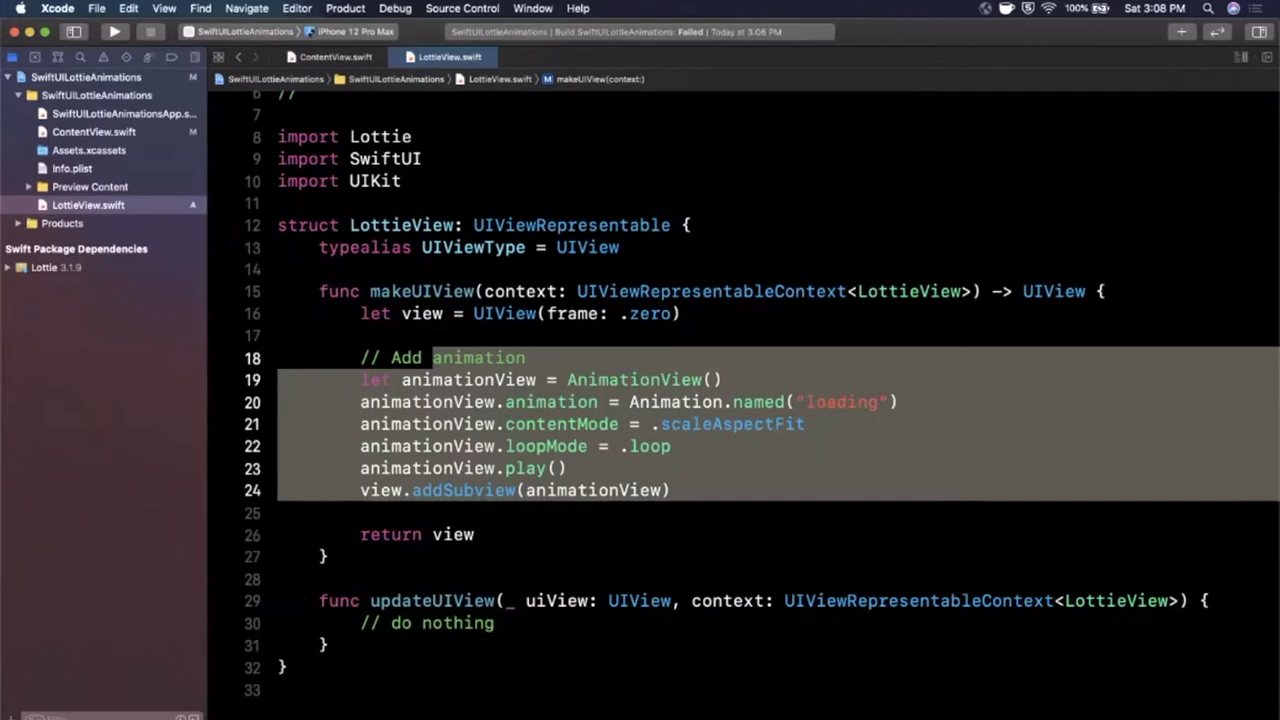 Xcode File Edit View Find Navigate Editor Product Debug Source Control Window Help 100% Sat 3:08 PM
SwiftUILottieAnimations iPhone 12 Pro Max SwiftUILottieAnimations | Build SwiftUILottieAnimations: Failed | Today at 3:06 PM
ContentView.swift LottieView.swift
SwiftUILottieAnimations M
SwiftUILottieAnimations SwiftUILottieAnimations LottieView.swift M makeUIView(context:)
SwiftUILottieAnimations
SwiftUILottieAnimationsApp.s...
ContentView.swift M
Assets.xcassets
Info.plist
Preview Content
LottieView.swift A
Products
Swift Package Dependencies
Lottie 3.1.9
6 //
7
8 import Lottie
9 import SwiftUI
10 import UIKit
11
12 struct LottieView: UIViewRepresentable {
13 typealias UIViewType = UIView
14
15 func makeUIView(context: UIViewRepresentableContext<LottieView>) -> UIView {
16 let view = UIView(frame: .zero)
17
18 // Add animation
19 let animationView = AnimationView()
20 animationView.animation = Animation.named("loading")
21 animationView.contentMode = .scaleAspectFit
22 animationView.loopMode = .loop
23 animationView.play()
24 view.addSubview(animationView)
25
26 return view
27 }
28
29 func updateUIView(_ uiView: UIView, context: UIViewRepresentableContext<LottieView>) {
30 // do nothing
31 }
32 }
33